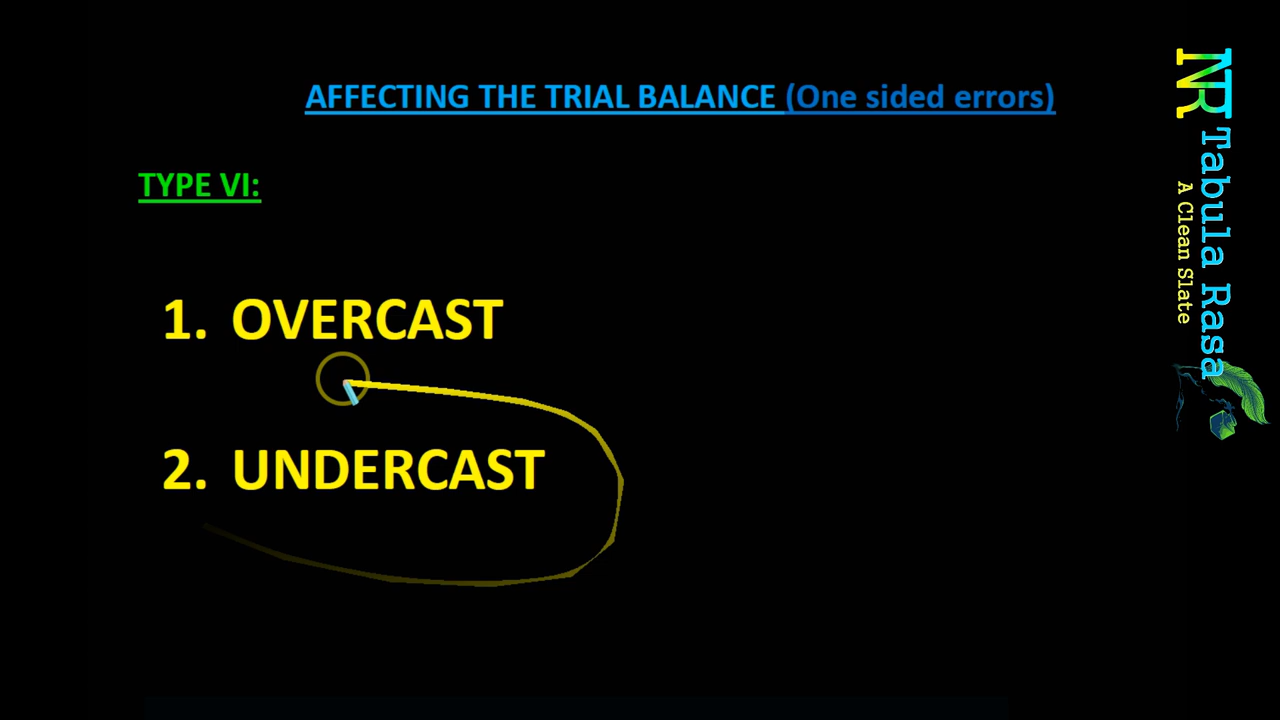 AFFECTING THE TRIAL BALANCE (One sided errors)
TYPE VI:
1. OVERCAST
2. UNDERCAST
NR
Tabula Rasa
A Clean Slate